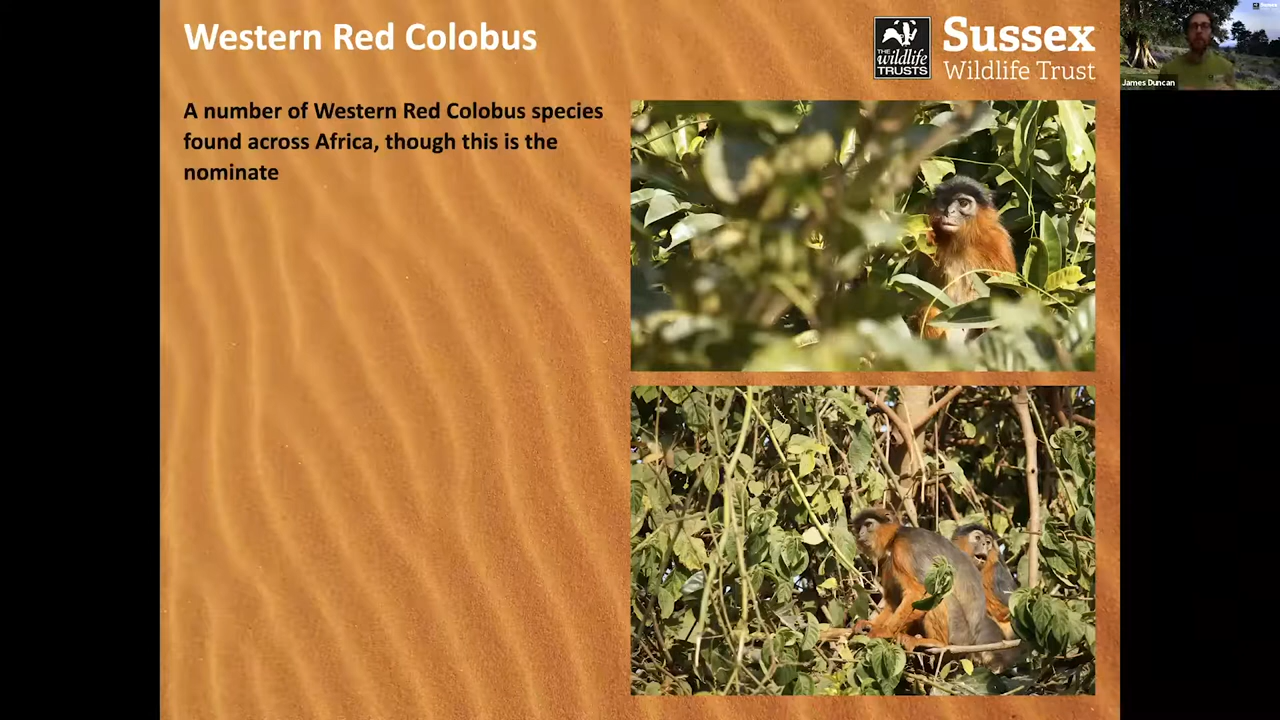 Western Red Colobus
THE
wildlife
TRUSTS
Sussex
Wildlife Trust
A number of Western Red Colobus species
found across Africa, though this is the
nominate
James Duncan
Sussex